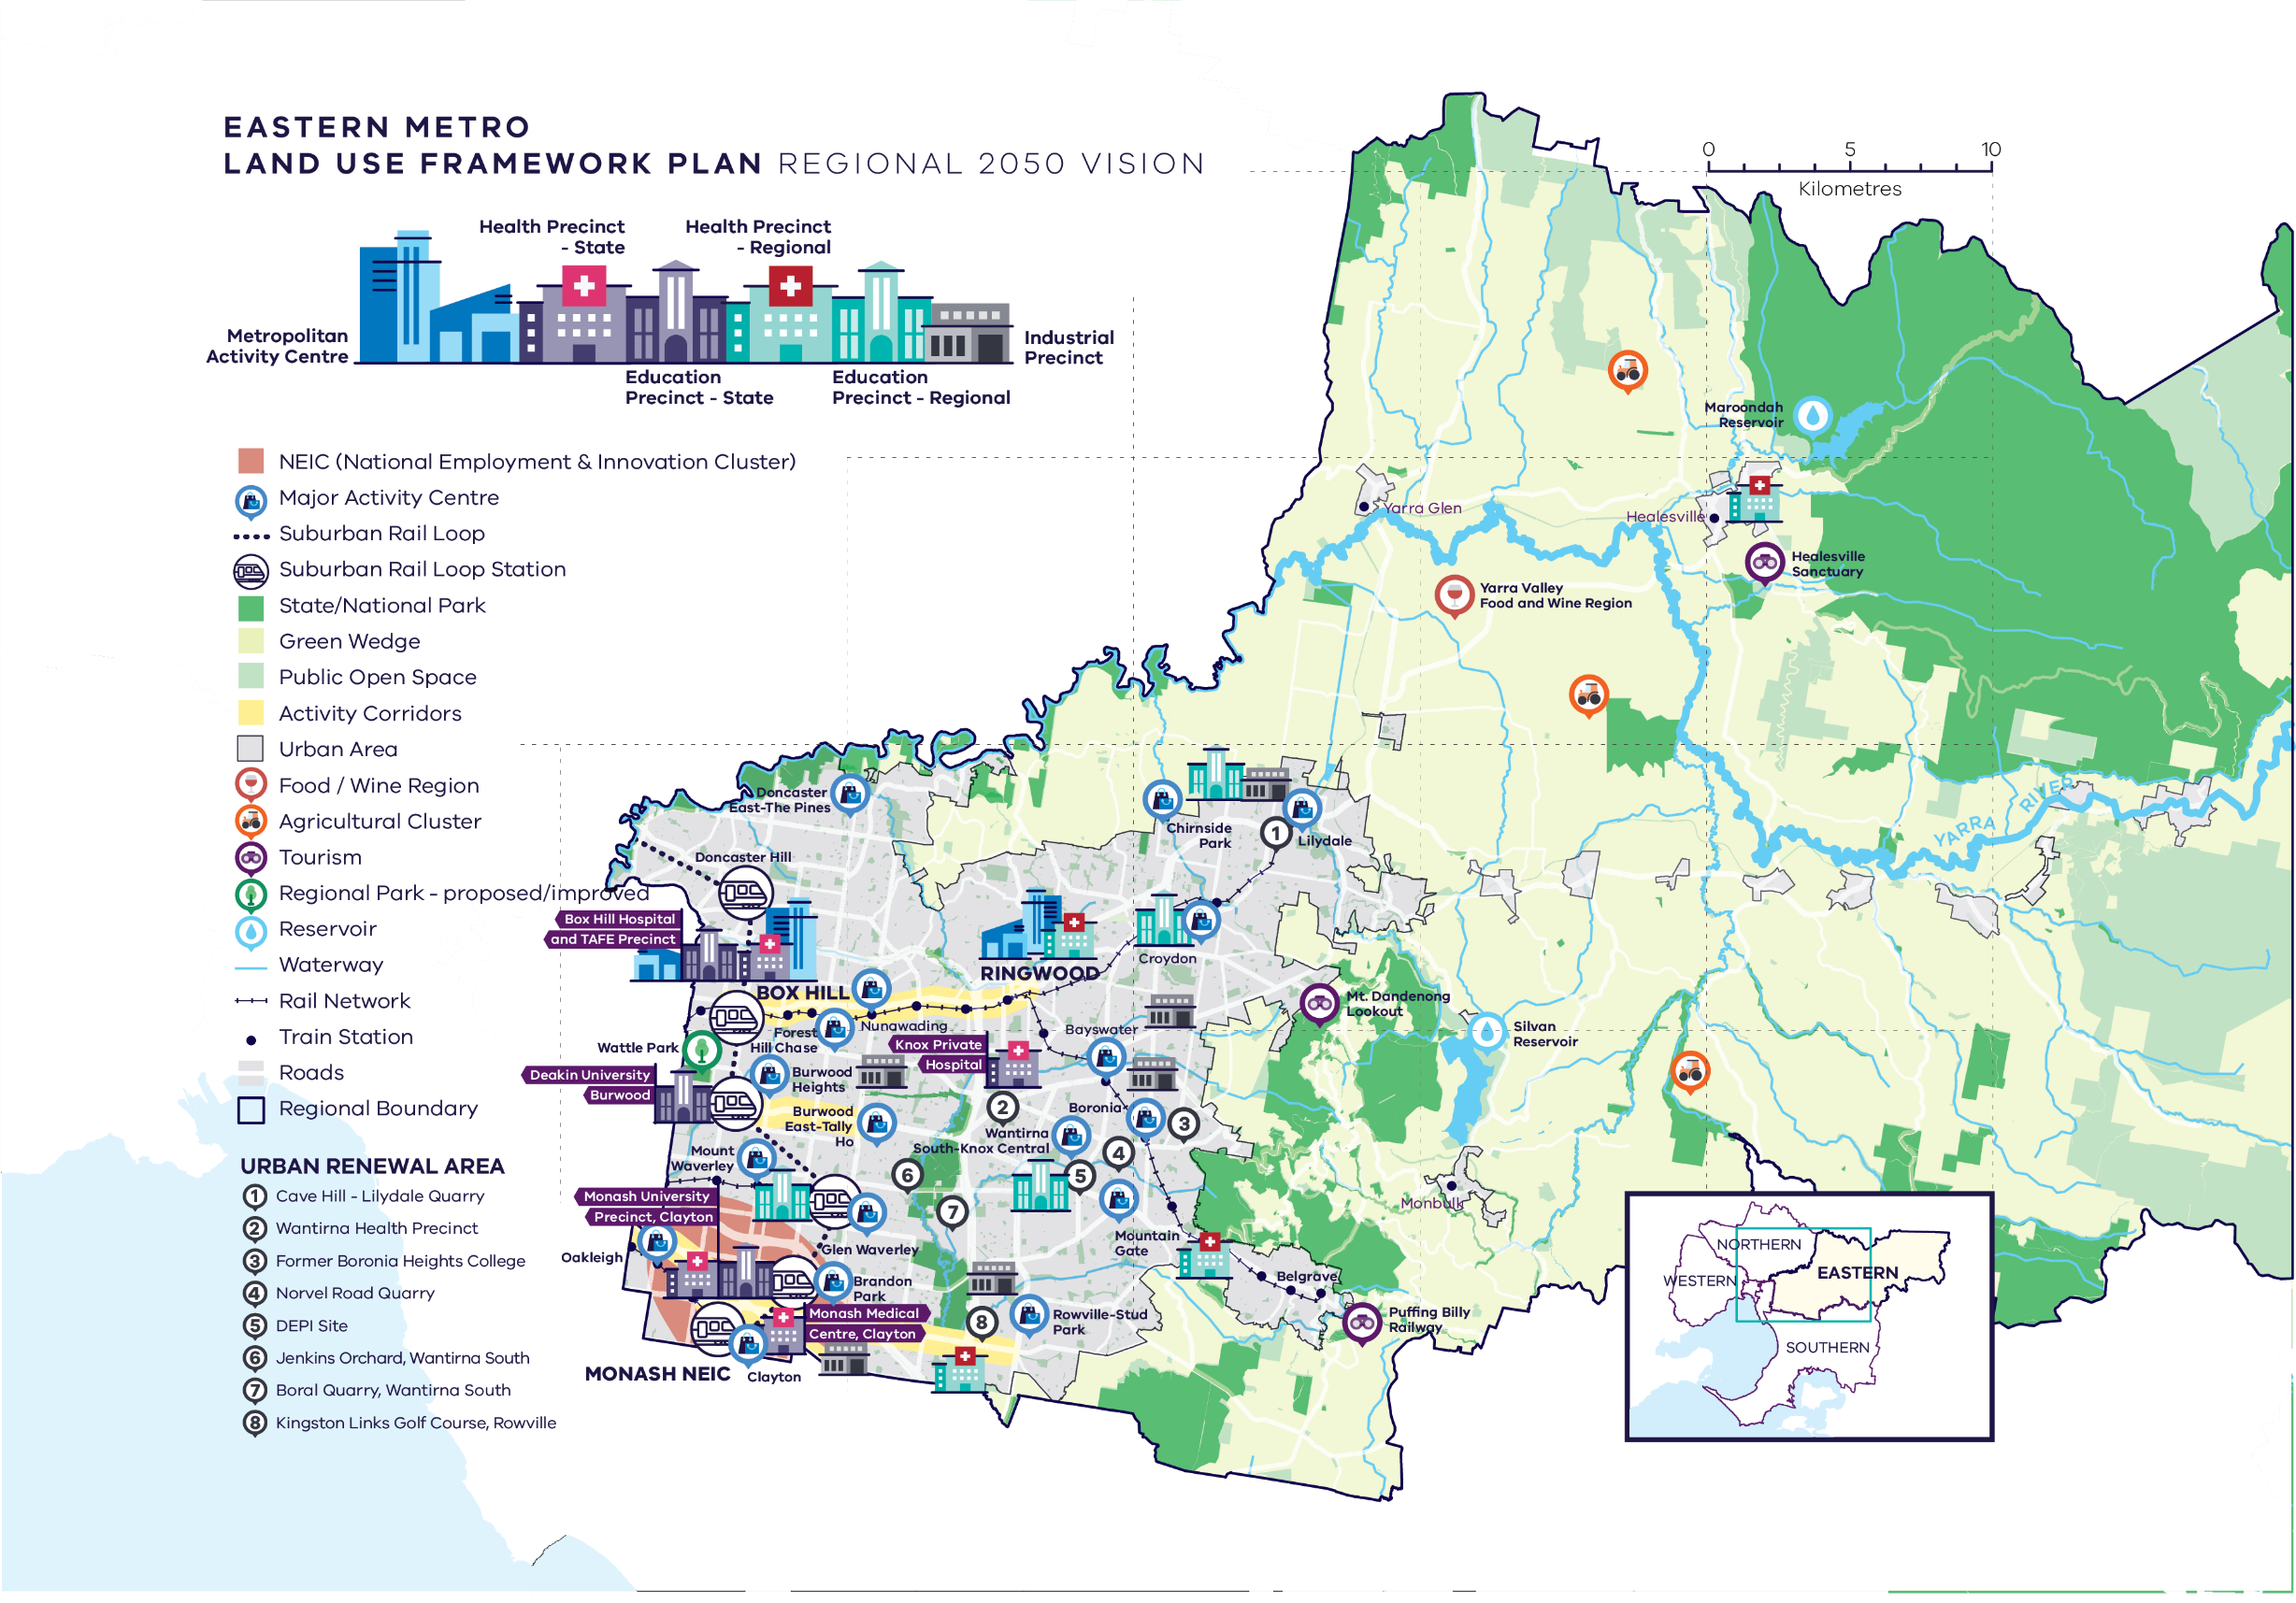 EASTERN METRO
LAND USE FRAMEWORK PLAN REGIONAL 2050 VISION
0 5 10
Kilometres
Health Precinct
- State
Health Precinct
- Regional
Metropolitan
Activity Centre
Industrial
Precinct
Education
Precinct - State
Education
Precinct - Regional
NEIC (National Employment & Innovation Cluster)
Major Activity Centre
Suburban Rail Loop
Suburban Rail Loop Station
State/National Park
Green Wedge
Public Open Space
Activity Corridors
Urban Area
Food / Wine Region
Agricultural Cluster
Tourism
Regional Park - proposed/improved
Reservoir
Waterway
Rail Network
Train Station
Roads
Regional Boundary
URBAN RENEWAL AREA
1 Cave Hill - Lilydale Quarry
2 Wantirna Health Precinct
3 Former Boronia Heights College
4 Norvel Road Quarry
5 DEPI Site
6 Jenkins Orchard, Wantirna South
7 Boral Quarry, Wantirna South
8 Kingston Links Golf Course, Rowville
Maroondah
Reservoir
Yarra Glen
Healesville
Healesville
Sanctuary
Yarra Valley
Food and Wine Region
YARRA RIVER
Doncaster
East-The Pines
Chirnside
Park
1
Lilydale
Doncaster Hill
Box Hill Hospital
and TAFE Precinct
RINGWOOD
Croydon
BOX HILL
Nunawading
Forest
Hill Chase
Bayswater
Mt. Dandenong
Lookout
Silvan
Reservoir
Wattle Park
Knox Private
Hospital
Deakin University
Burwood
Burwood
Heights
Burwood
East-Tally
Ho
2
Boronia
3
Wantirna
South-Knox Central
4
Mount
Waverley
5
6
Monash University
Precinct, Clayton
7
Monbulk
Oakleigh
Glen Waverley
Mountain
Gate
Brandon
Park
Belgrave
Monash Medical
Centre, Clayton
8
Rowville-Stud
Park
Puffing Billy
Railway
MONASH NEIC
Clayton
NORTHERN
WESTERN
EASTERN
SOUTHERN